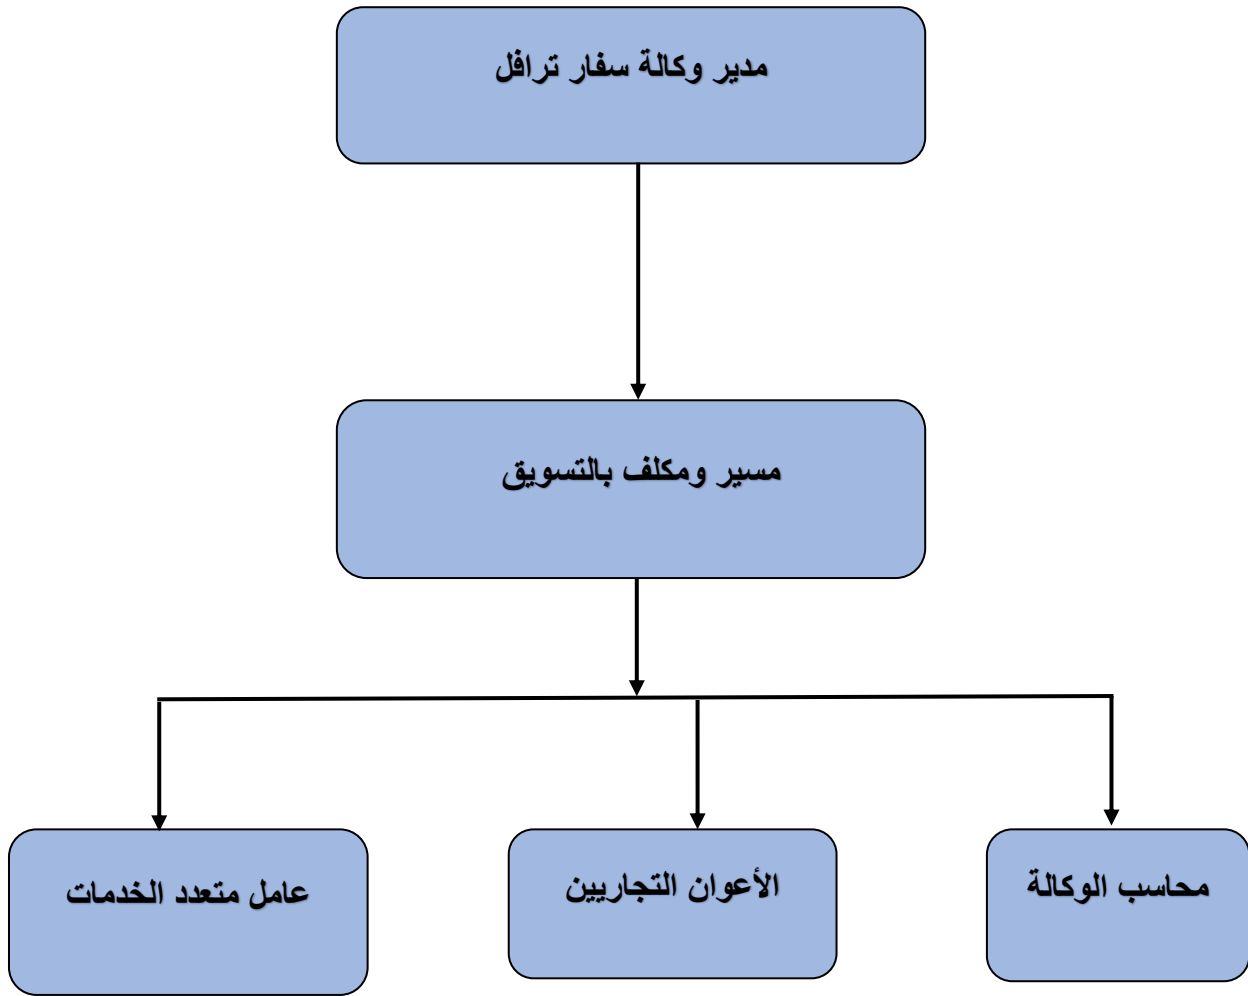 مدير وكالة سفار ترافل
مسير ومكلف بالتسويق
محاسب الوكالة
الأعوان التجاريين
عامل متعدد الخدمات